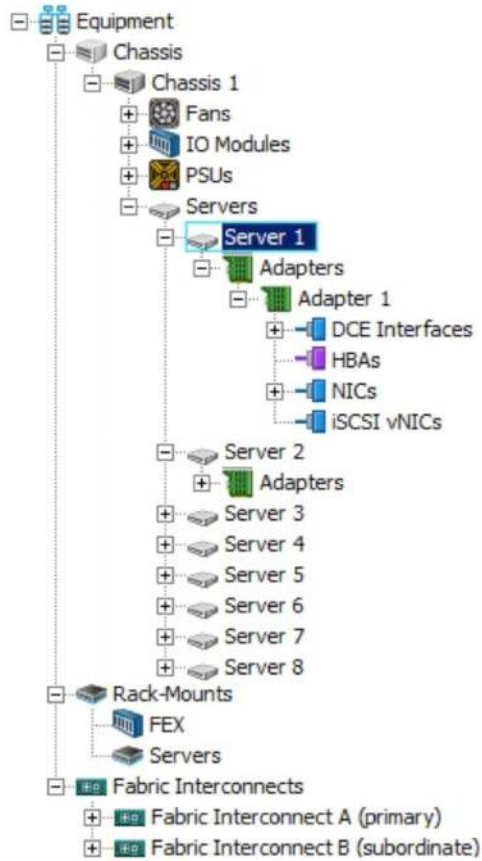 Equipment
Chassis
Chassis 1
Fans
IO Modules
PSUs
Servers
Server 1
Adapters
Adapter 1
DCE Interfaces
HBAs
NICs
iSCSI vNICs
Server 2
Adapters
Server 3
Server 4
Server 5
Server 6
Server 7
Server 8
Rack-Mounts
FEX
Servers
Fabric Interconnects
Fabric Interconnect A (primary)
Fabric Interconnect B (subordinate)